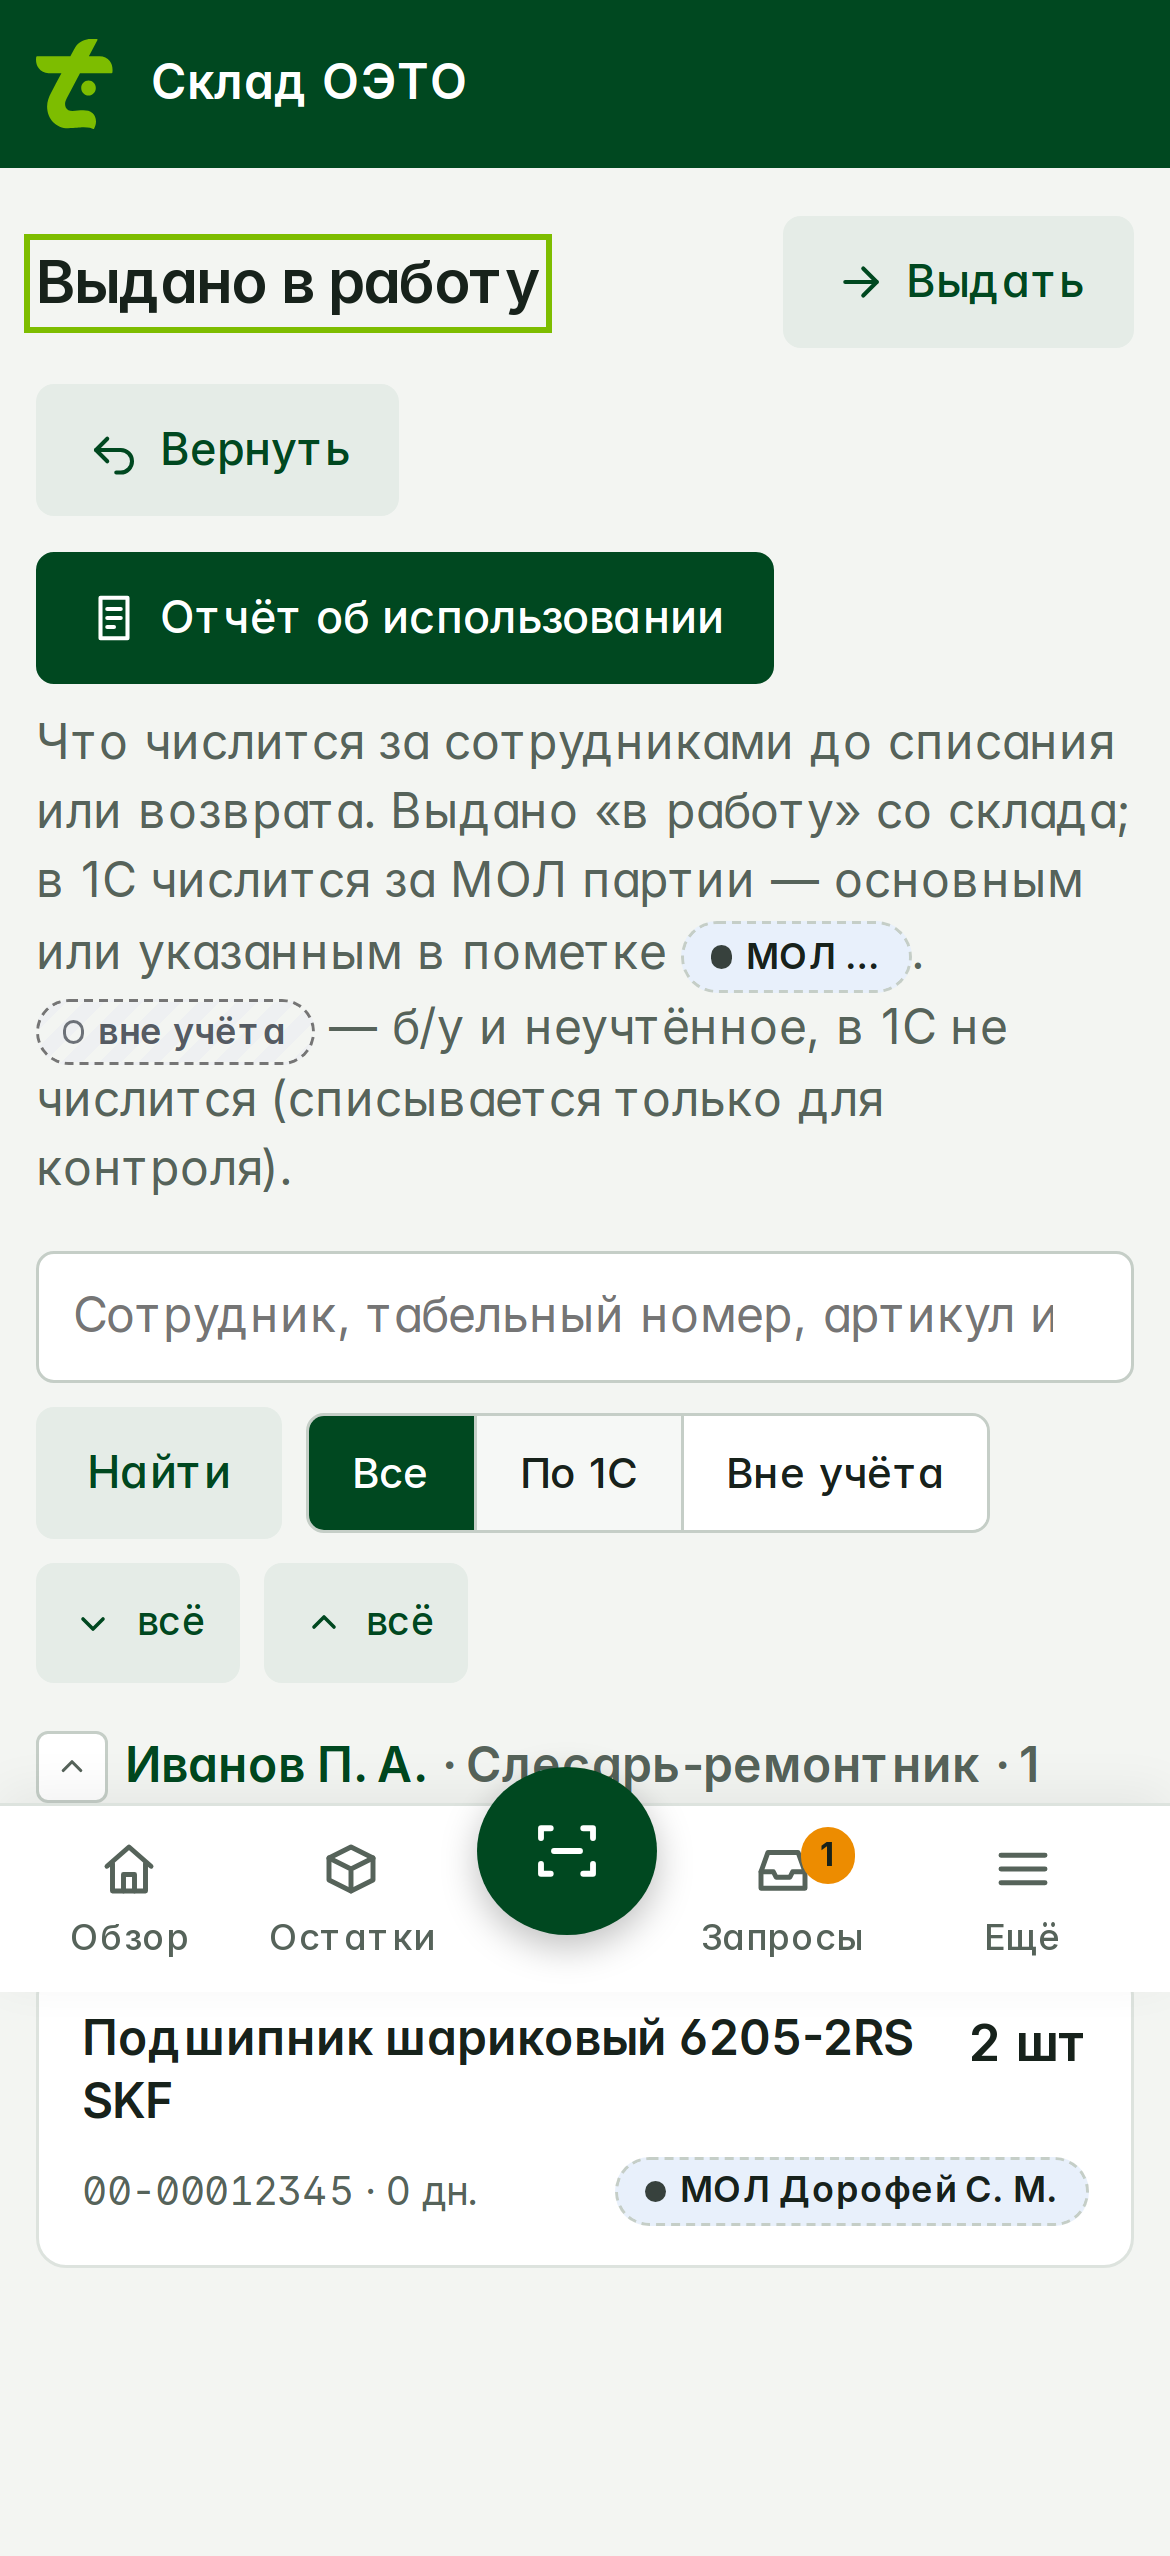 Склад ОЭТО
Выдано в работу
Выдать
Вернуть
Отчёт об использовании
Что числится за сотрудниками до списания
или возврата. Выдано «в работу» со склада;
в 1С числится за МОЛ партии — основным
или указанным в пометке МОЛ ... .
вне учёта — б/у и неучтённое, в 1С не
числится (списывается только для
контроля).
Сотрудник, табельный номер, артикул и
Найти Все По 1С Вне учёта
всё всё
Иванов П. А. · Слесарь-ремонтник · 1
Обзор Остатки Запросы 1 Ещё
Подшипник шариковый 6205-2RS 2 шт
SKF
00-00012345 · 0 дн. МОЛ Дорофей С. М.